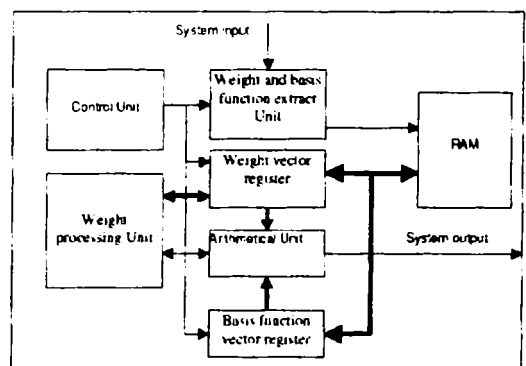 System input
Control Unit
Weight and basis
function extract
Unit
RAM
Weight vector
register
Weight
processing Unit
Arithmetical Unit
System output
Basis function
vector register